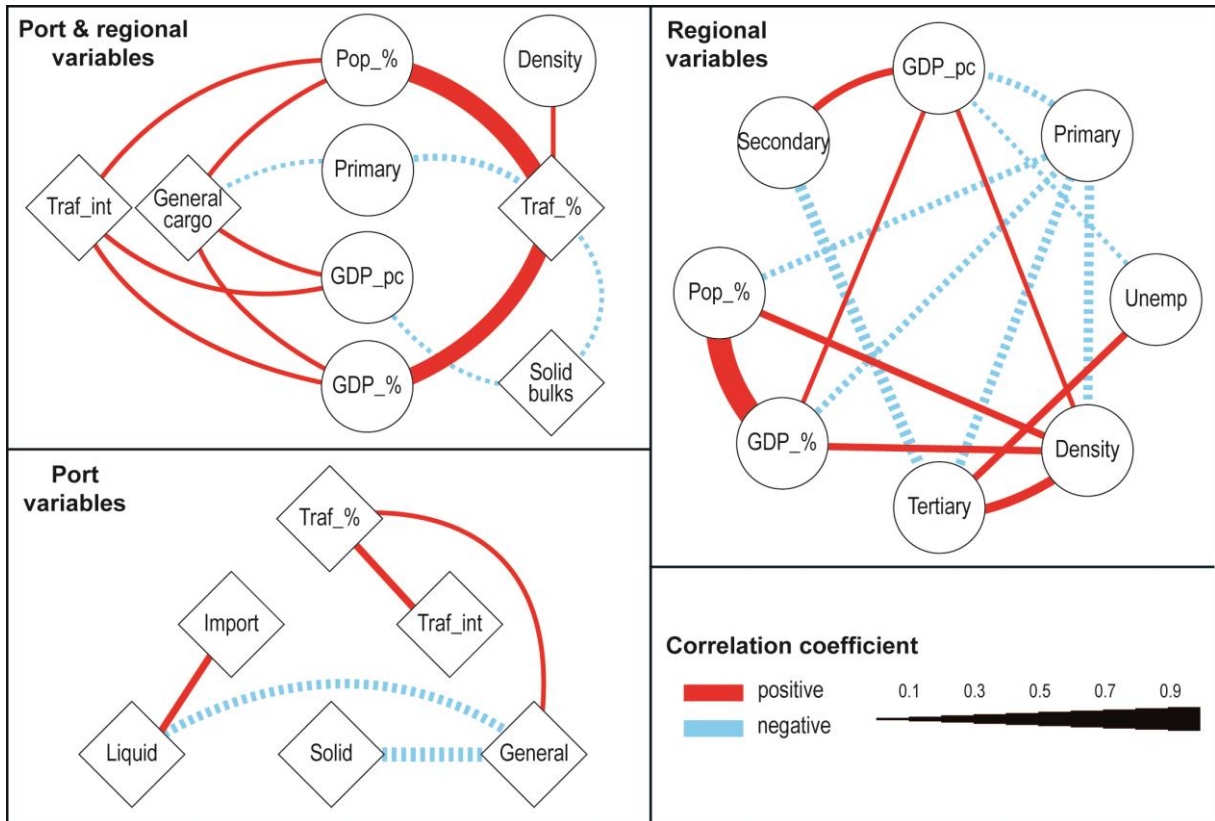 Port & regional
variables
Pop_%
Density
Primary
Traf_int
General
cargo
Traf_%
GDP_pc
GDP_%
Solid
bulks
Regional
variables
GDP_pc
Secondary
Primary
Pop_%
Unemp
GDP_%
Density
Tertiary
Port
variables
Traf_%
Import
Traf_int
Liquid
Solid
General
Correlation coefficient
positive
negative
0.1 0.3 0.5 0.7 0.9